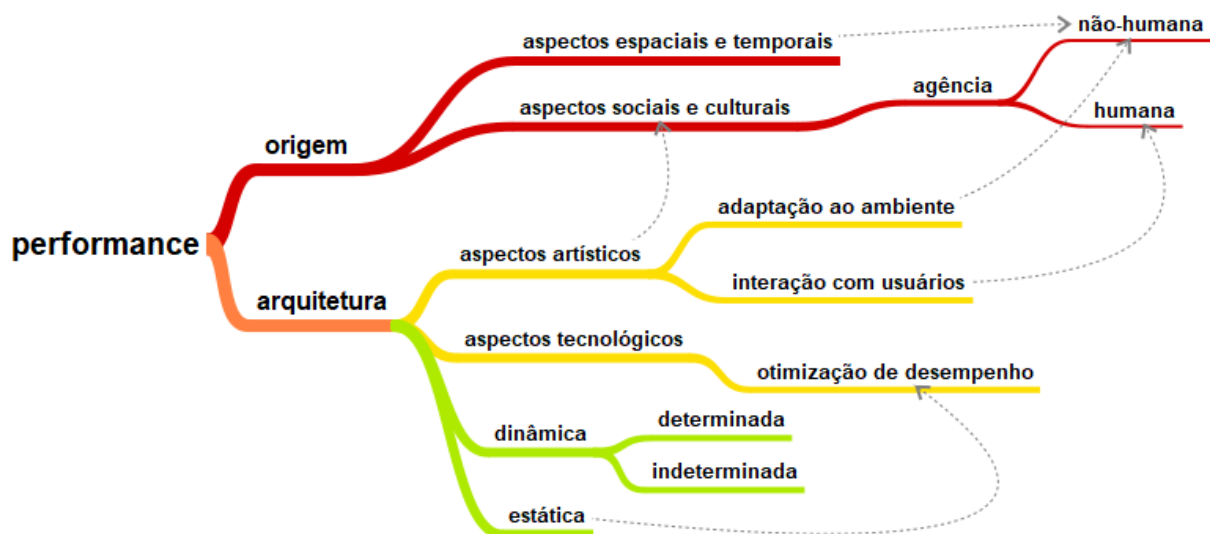 performance
origem
aspectos espaciais e temporais
aspectos sociais e culturais
agência
não-humana
humana
arquitetura
aspectos artísticos
adaptação ao ambiente
interação com usuários
aspectos tecnológicos
otimização de desempenho
dinâmica
determinada
indeterminada
estática